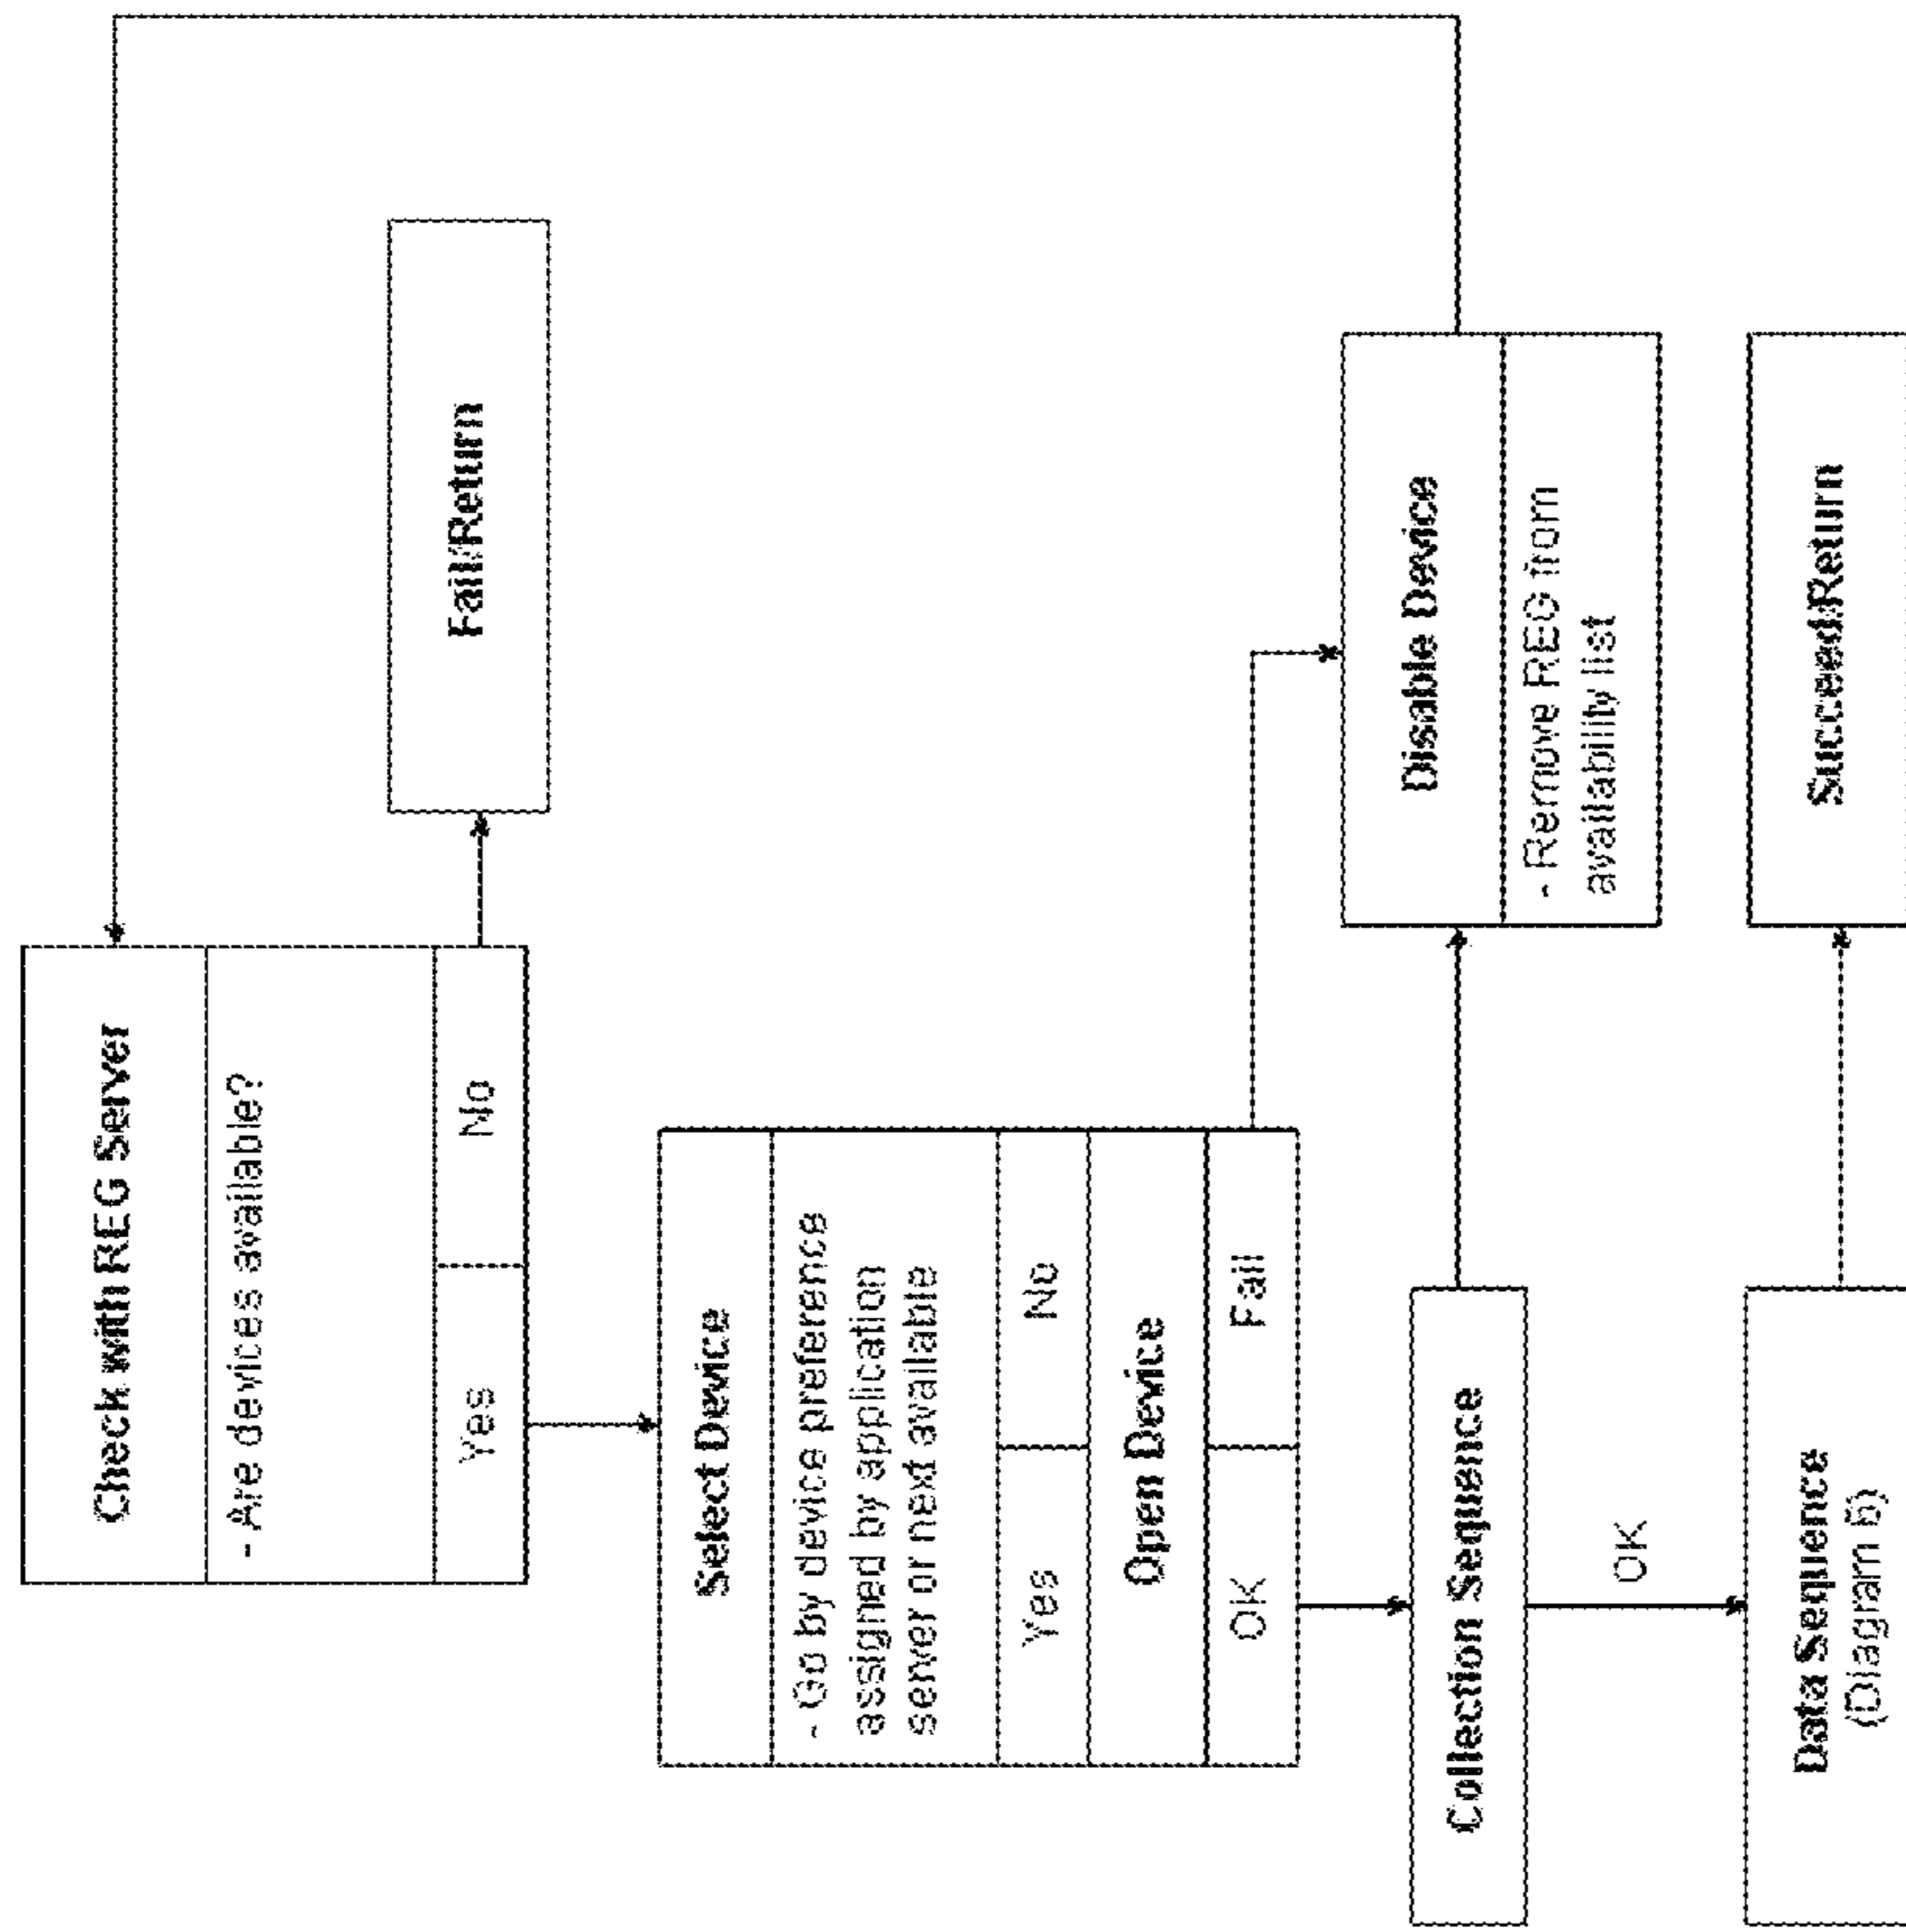 Check with REG Server
- Are devices available?
Yes
No
Fail/Return
Select Device
- Go by device preference
assigned by application
server or next available
Yes
No
Open Device
OK
Fail
Disable Device
- Remove REG from
availability list
Collection Sequence
OK
Data Sequence
(Diagram 6)
Succeed/Return